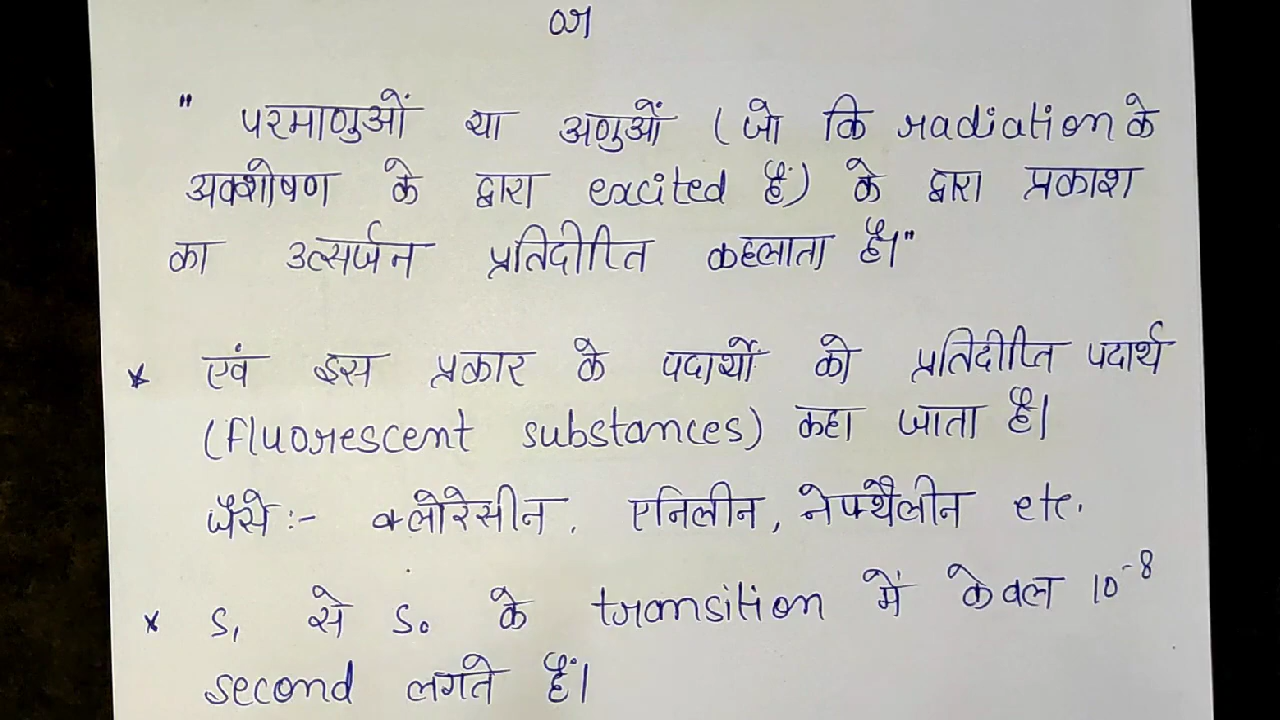 or
" परमाणुओं या अणुओं (जो कि radiation के
अवशोषण के द्वारा excited हैं) के द्वारा प्रकाश
का उत्सर्जन प्रतिदीप्ति कहलाता है।"
* एवं इस प्रकार के पदार्थों को प्रतिदीप्ति पदार्थ
(fluorescent substances) कहा जाता है।
जैसे :- क्लोरेसीन, एनिलीन, नेफ्थैलीन etc.
* S₁ से S₀ के transition में केवल 10⁻⁸
second लगते हैं।